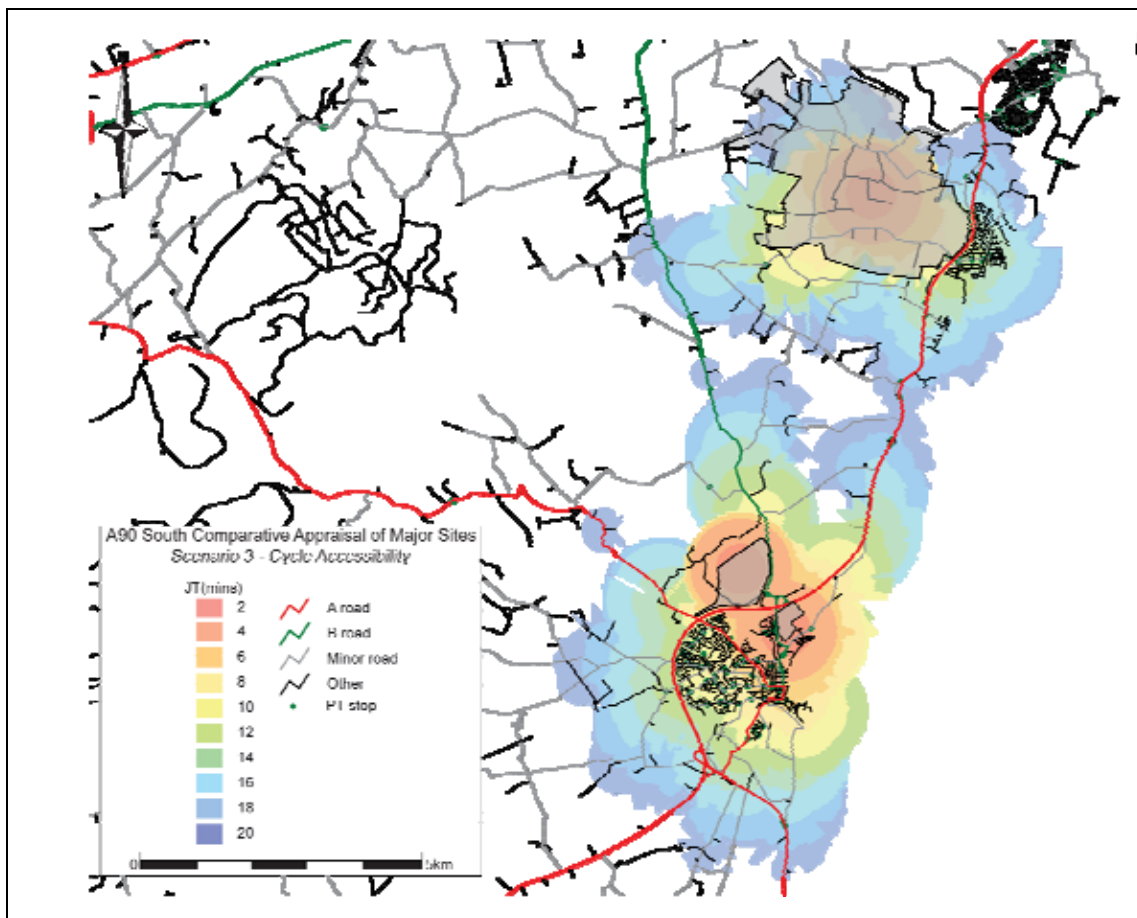 A90 South Comparative Appraisal of Major Sites
Scenario 3 - Cycle Accessibility
JT(mins)
2
4
6
8
10
12
14
16
18
20
A road
B road
Minor road
Other
PT stop
0
5km